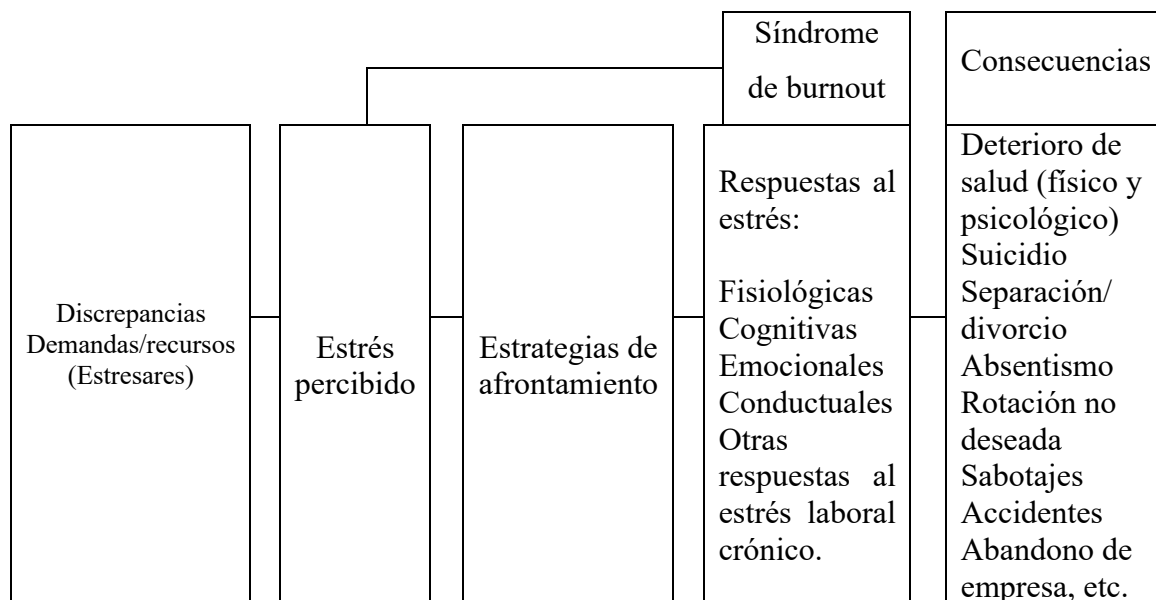 Síndrome
de burnout
Consecuencias
Discrepancias
Demandas/recursos
(Estresares)
Estrés
percibido
Estrategias de
afrontamiento
Respuestas al
estrés:
Fisiológicas
Cognitivas
Emocionales
Conductuales
Otras
respuestas al
estrés laboral
crónico.
Deterioro de
salud (físico y
psicológico)
Suicidio
Separación/
divorcio
Absentismo
Rotación no
deseada
Sabotajes
Accidentes
Abandono de
empresa, etc.